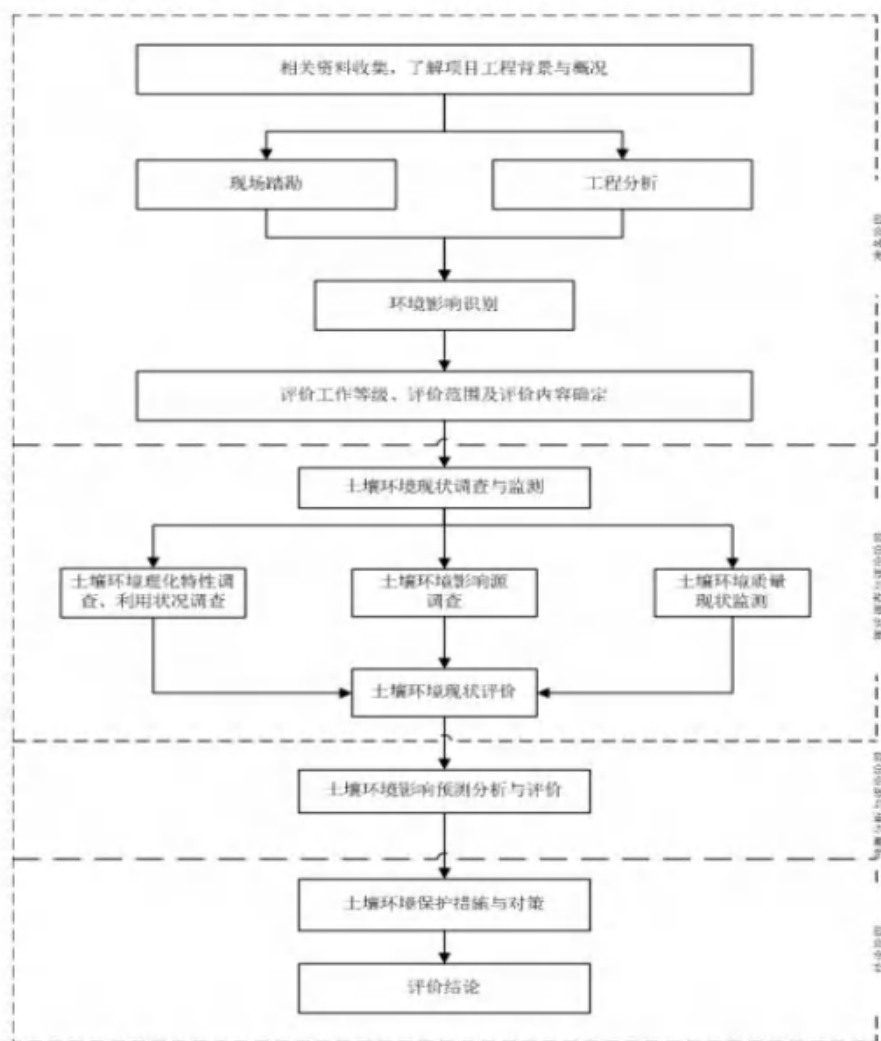 相关资料收集，了解项目工程背景与概况
现场踏勘
工程分析
环境影响识别
评价工作等级、评价范围及评价内容确定
土壤环境现状调查与监测
土壤环境理化特性调
查、利用状况调查
土壤环境影响源
调查
土壤环境质量
现状监测
土壤环境现状评价
土壤环境影响预测分析与评价
土壤环境保护措施与对策
评价结论